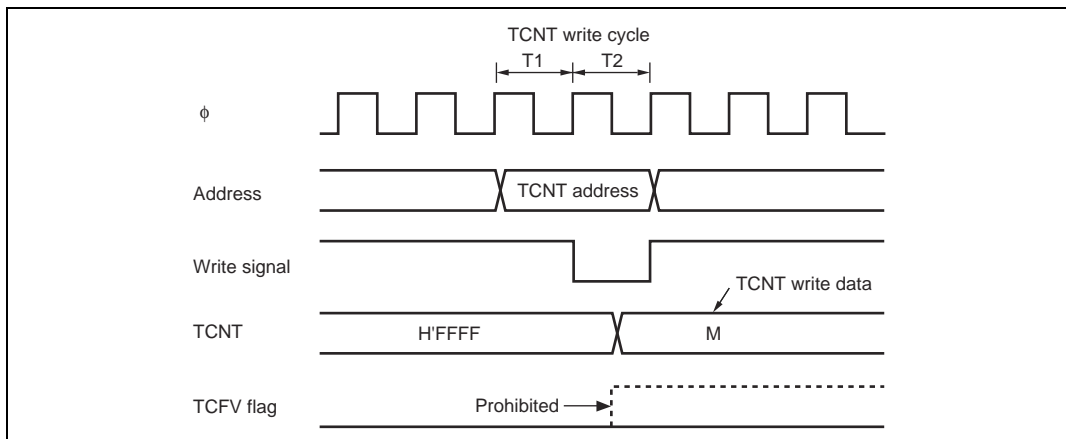 TCNT write cycle
T1 T2
ϕ
Address
TCNT address
Write signal
TCNT write data
TCNT
H'FFFF
M
TCFV flag
Prohibited